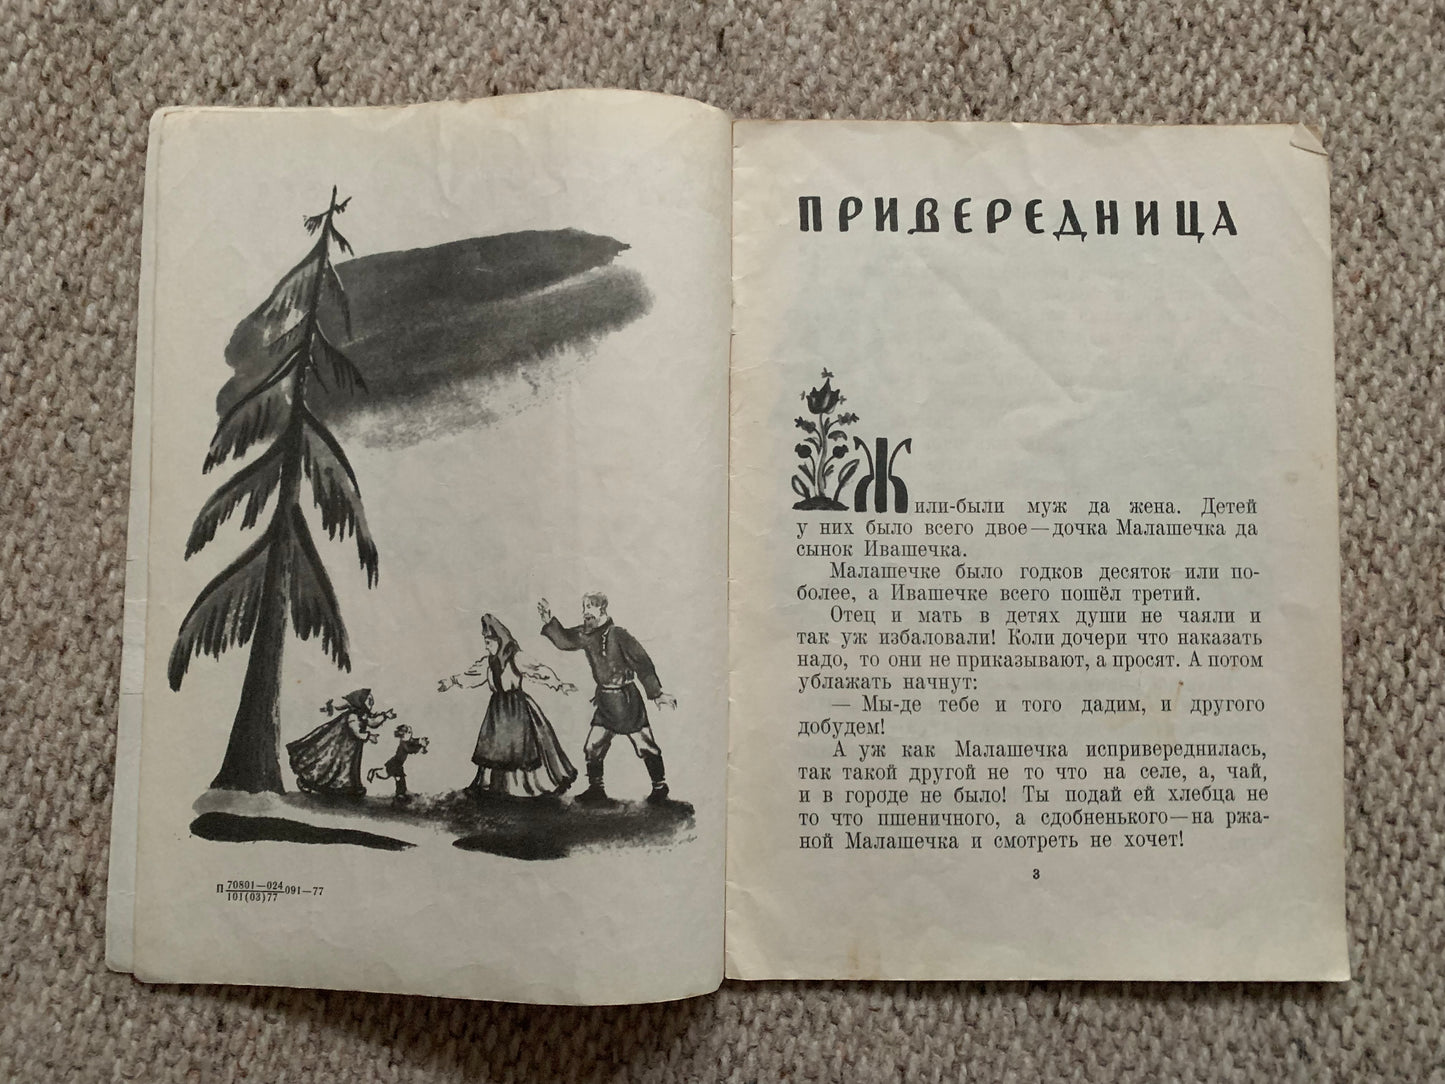 П 70801—024 091—77
101(03)77
ПРИВЕРЕДНИЦА
Жили-были муж да жена. Детей
у них было всего двое—дочка Малашечка да
сынок Ивашечка.
Малашечке было годков десяток или по-
более, а Ивашечке всего пошёл третий.
Отец и мать в детях души не чаяли и
так уж избаловали! Коли дочери что наказать
надо, то они не приказывают, а просят. А потом
ублажать начнут:
— Мы-де тебе и того дадим, и другого
добудем!
А уж как Малашечка испривереднилась,
так такой другой не то что на селе, а, чай,
и в городе не было! Ты подай ей хлебца не
то что пшеничного, а сдобненького—на ржа-
ной Малашечка и смотреть не хочет!
3